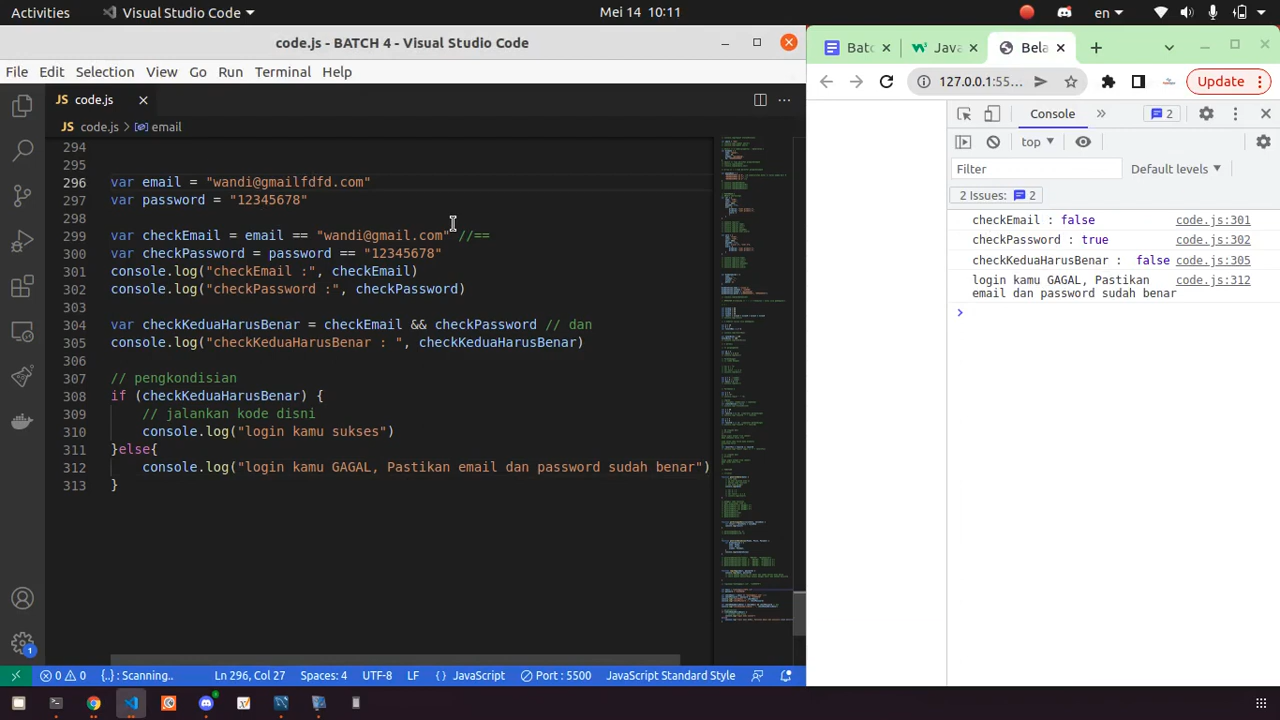 Activities
Visual Studio Code
Mei 14 10:11
en
code.js - BATCH 4 - Visual Studio Code
File Edit Selection View Go Run Terminal Help
JS code.js
JS code.js > email
294
295
296 var email = "wandi@gmailrr.com"
297 var password = "12345678"
298
299 var checkEmail = email == "wandi@gmail.com" //==
300 var checkPassword = password == "12345678"
301 console.log("checkEmail :", checkEmail)
302 console.log("checkPassword :", checkPassword)
303
304 var checkKeduaHarusBenar = checkEmail && checkPassword // dan
305 console.log("checkKeduaHarusBenar : ", checkKeduaHarusBenar)
306
307 // pengkondisian
308 if (checkKeduaHarusBenar) {
309 // jalankan kode disni
310 console.log("login kamu sukses")
311 }else{
312 console.log("login kamu GAGAL, Pastikan email dan password sudah benar")
313 }
1
0 0 : Scanning.. Ln 296, Col 27 Spaces: 4 UTF-8 LF {} JavaScript Port : 5500 JavaScript Standard Style
Batc
Java
Bela
127.0.0.1:55...
Update
Console
2
top
Filter
Default levels
2 Issues: 2
checkEmail : false code.js:301
checkPassword : true code.js:302
checkKeduaHarusBenar : false code.js:305
login kamu GAGAL, Pastikan code.js:312
email dan password sudah benar